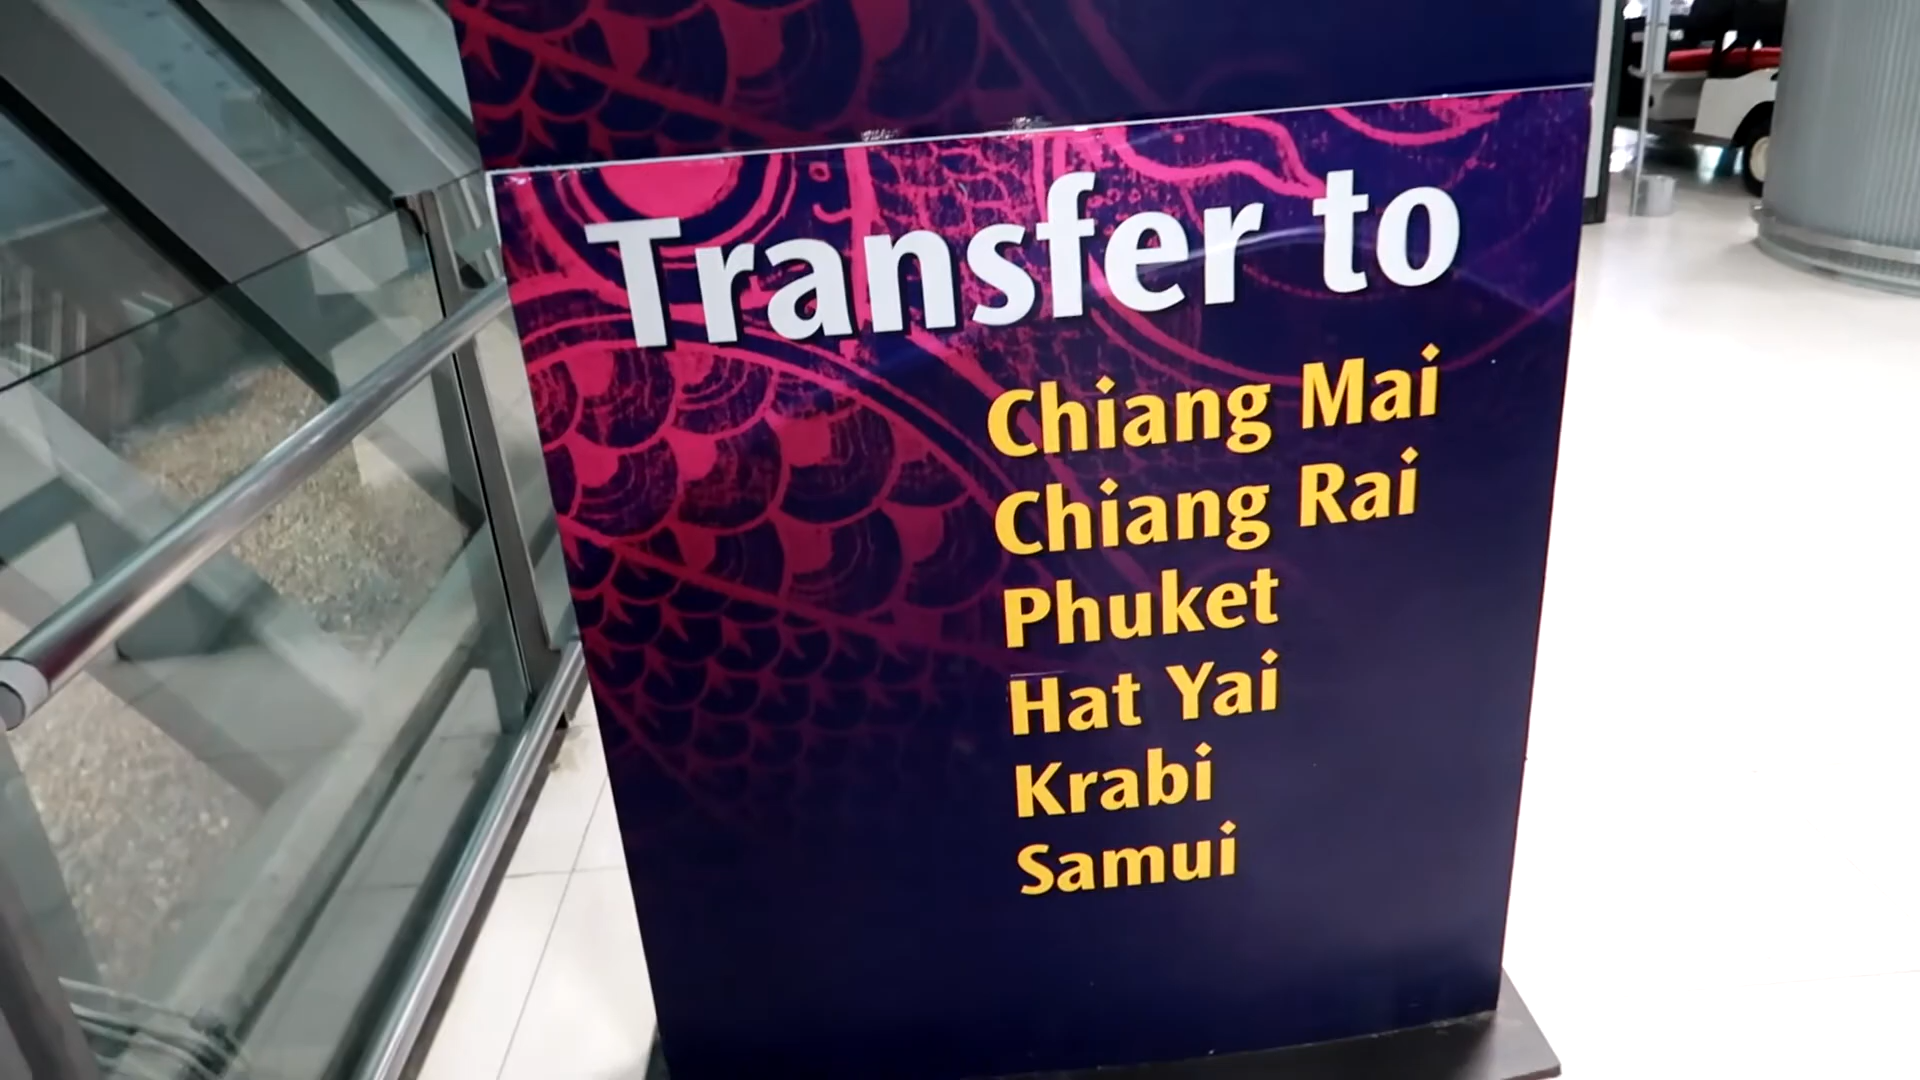 Transfer to
Chiang Mai
Chiang Rai
Phuket
Hat Yai
Krabi
Samui